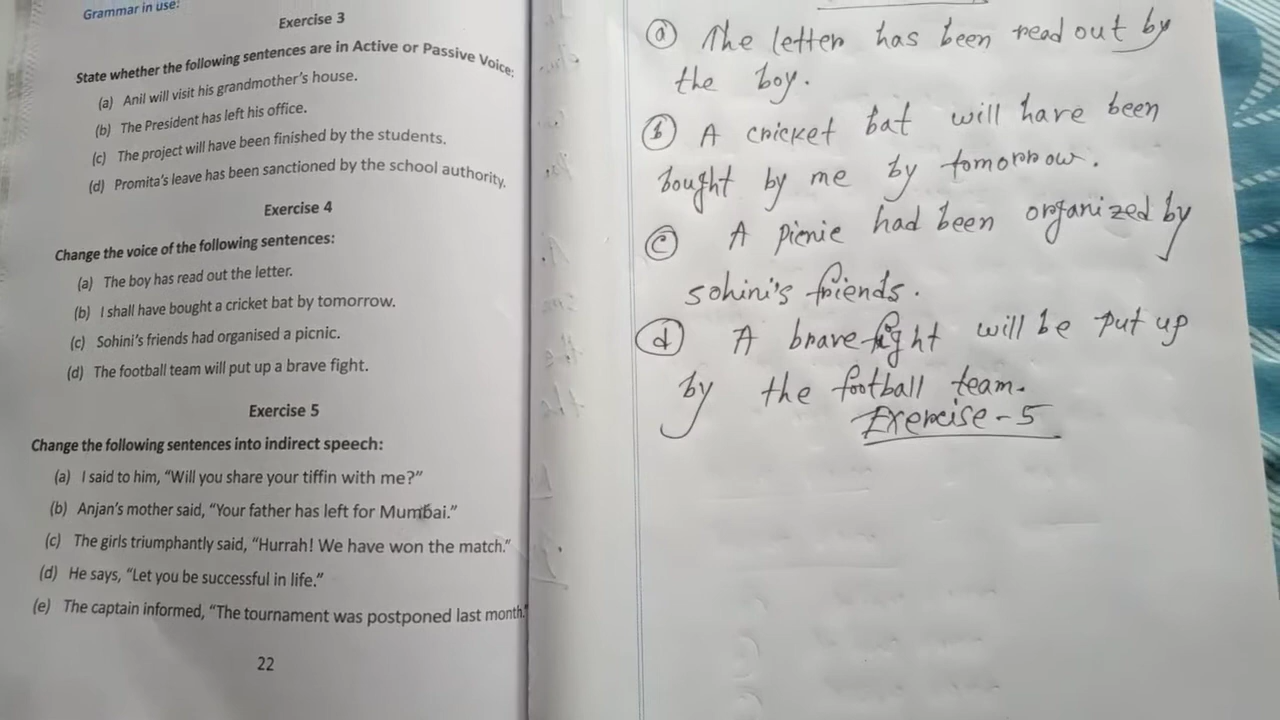 Grammar in use:
Exercise 3
State whether the following sentences are in Active or Passive Voice:
(a) Anil will visit his grandmother's house.
(b) The President has left his office.
(c) The project will have been finished by the students.
(d) Promita's leave has been sanctioned by the school authority.
Exercise 4
Change the voice of the following sentences:
(a) The boy has read out the letter.
(b) I shall have bought a cricket bat by tomorrow.
(c) Sohini's friends had organised a picnic.
(d) The football team will put up a brave fight.
Exercise 5
Change the following sentences into indirect speech:
(a) I said to him, "Will you share your tiffin with me?"
(b) Anjan's mother said, "Your father has left for Mumbai."
(c) The girls triumphantly said, "Hurrah! We have won the match."
(d) He says, "Let you be successful in life."
(e) The captain informed, "The tournament was postponed last month."
22
(a) The letter has been read out by
the boy.
(b) A cricket bat will have been
bought by me by tomorrow.
(c) A picnic had been organized by
sohini's friends.
(d) A brave fight will be put up
by the football team.
Exercise-5